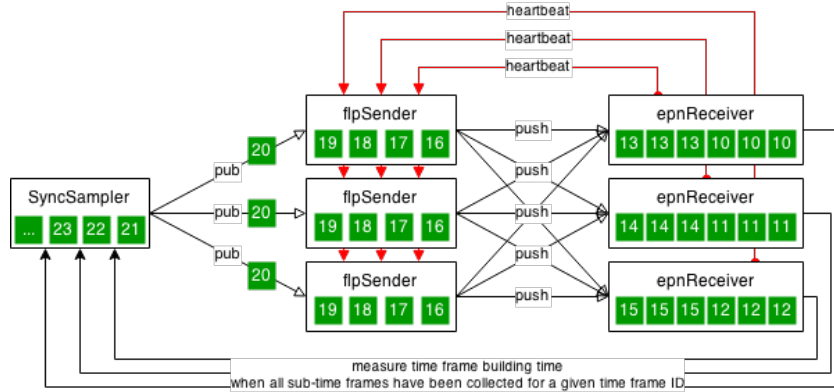 heartbeat
heartbeat
heartbeat
flpSender
19 18 17 16
push
epnReceiver
13 13 13 10 10 10
20
pub
SyncSampler
... 23 22 21
pub 20
flpSender
19 18 17 16
push
push
push
epnReceiver
14 14 14 11 11 11
pub
20
flpSender
19 18 17 16
push
push
epnReceiver
15 15 15 12 12 12
measure time frame building time
when all sub-time frames have been collected for a given time frame ID